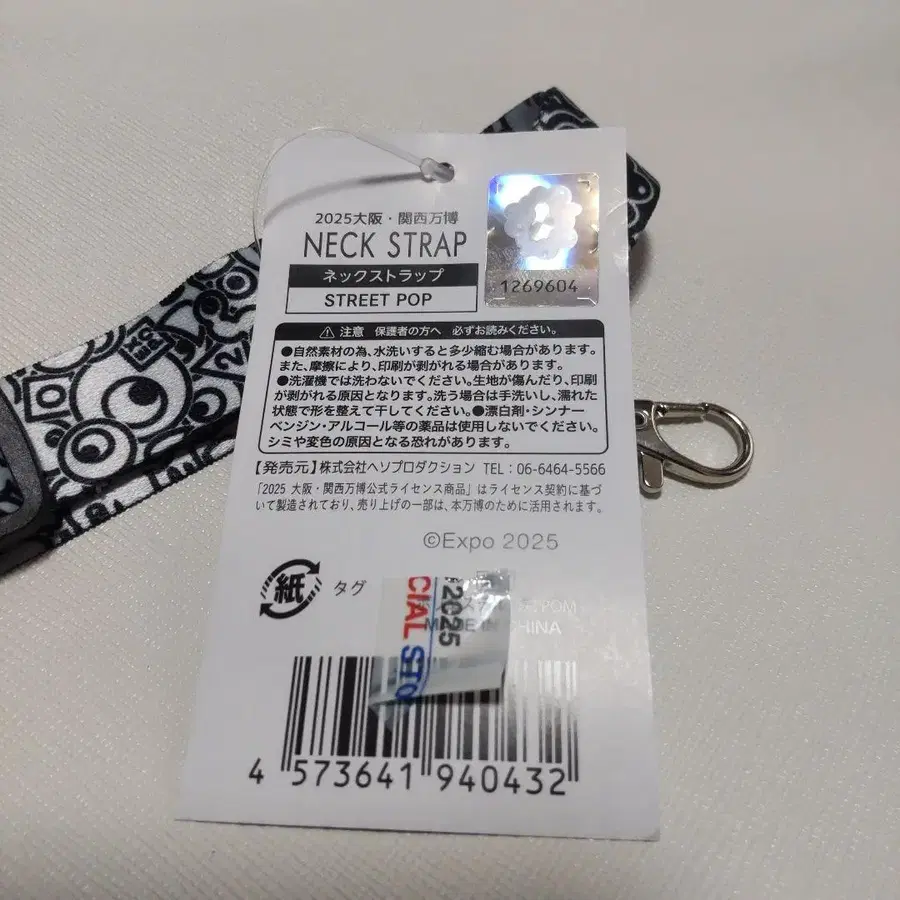 2025大阪・関西万博
NECK STRAP
ネックストラップ
STREET POP
1269604
注意 保護者の方へ 必ずお読みください。
●自然素材の為、水洗いすると多少縮む場合があります。
また、摩擦により、印刷が剥がれる場合があります。
●洗濯機では洗わないでください。生地が傷んだり、印刷
が剥がれる原因となります。洗う場合は手洗いし、濡れた
状態で形を整えて干してください。●漂白剤・シンナー
ベンジン・アルコール等の薬品は使用しないでください。
シミや変色の原因となる恐れがあります。
【発売元】株式会社ヘソプロダクション TEL：06-6464-5566
「2025 大阪・関西万博公式ライセンス商品」はライセンス契約に基づ
いて製造されており、売り上げの一部は、本万博のために活用されます。
©Expo 2025
紙 タグ
2025
CIAL STO
POM
MADE IN CHINA
4 573641 940432